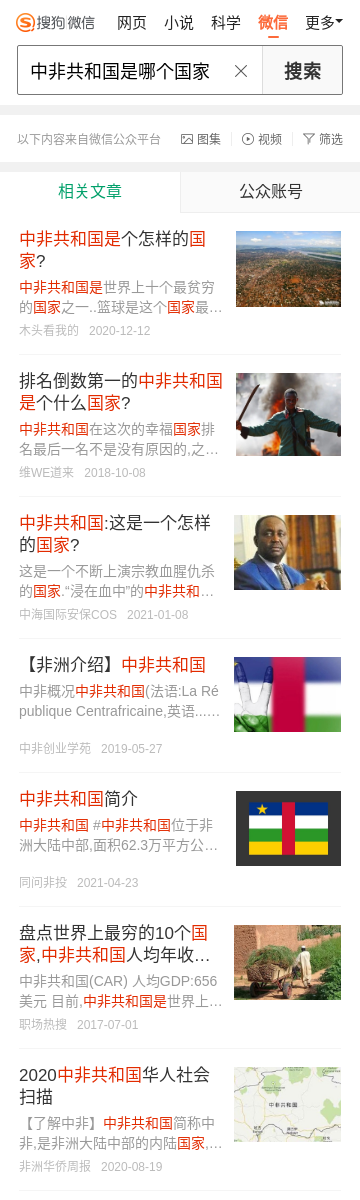 搜狗微信 网页 小说 科学 微信 更多
中非共和国是哪个国家 搜索
以下内容来自微信公众平台 图集 视频 筛选
相关文章 公众账号
中非共和国是个怎样的国
家?
中非共和国是世界上十个最贫穷
的国家之一..篮球是这个国家最...
木头看我的 2020-12-12
排名倒数第一的中非共和国
是个什么国家?
中非共和国在这次的幸福国家排
名最后一名不是没有原因的,之...
维WE道来 2018-10-08
中非共和国:这是一个怎样
的国家?
这是一个不断上演宗教血腥仇杀
的国家.“浸在血中”的中非共和...
中海国际安保COS 2021-01-08
【非洲介绍】中非共和国
中非概况中非共和国(法语:La Ré
publique Centrafricaine,英语...…
中非创业学苑 2019-05-27
中非共和国简介
中非共和国 #中非共和国位于非
洲大陆中部,面积62.3万平方公...
同问非投 2021-04-23
盘点世界上最穷的10个国
家,中非共和国人均年收...
中非共和国(CAR) 人均GDP:656
美元 目前,中非共和国是世界上...
职场热搜 2017-07-01
2020中非共和国华人社会
扫描
【了解中非】中非共和国简称中
非,是非洲大陆中部的内陆国家,...
非洲华侨周报 2020-08-19
中非共和国